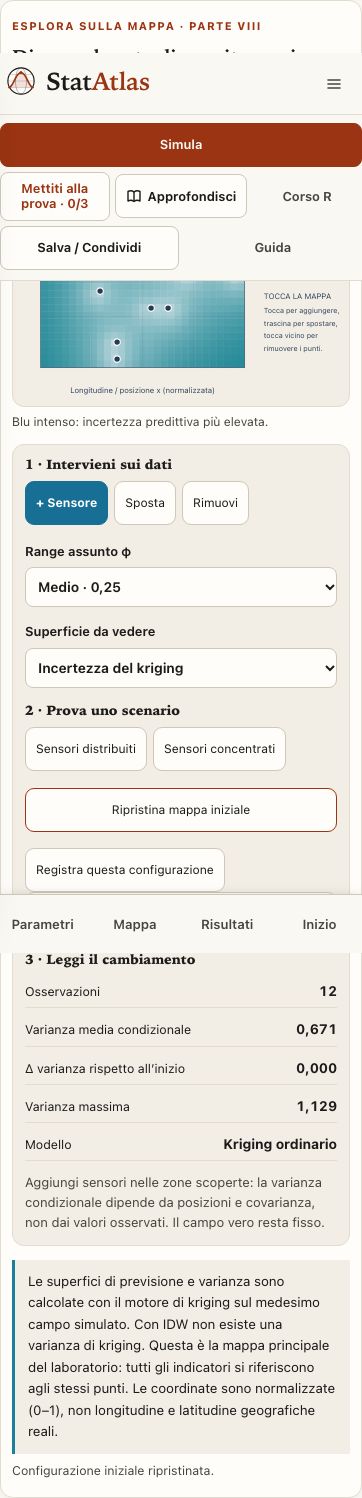 ESPLORA SULLA MAPPA · PARTE VIII
StatAtlas
Simula
Mettiti alla
prova · 0/3
Approfondisci
Corso R
Salva / Condividi
Guida
TOCCA LA MAPPA
Tocca per aggiungere,
trascina per spostare,
tocca vicino per
rimuovere i punti.
Longitudine / posizione x (normalizzata)
Blu intenso: incertezza predittiva più elevata.
1 · Intervieni sui dati
+ Sensore
Sposta
Rimuovi
Range assunto ϕ
Medio · 0,25
Superficie da vedere
Incertezza del kriging
2 · Prova uno scenario
Sensori distribuiti
Sensori concentrati
Ripristina mappa iniziale
Registra questa configurazione
Parametri
Mappa
Risultati
Inizio
3 · Leggi il cambiamento
Osservazioni 12
Varianza media condizionale 0,671
Δ varianza rispetto all’inizio 0,000
Varianza massima 1,129
Modello Kriging ordinario
Aggiungi sensori nelle zone scoperte: la varianza
condizionale dipende da posizioni e covarianza,
non dai valori osservati. Il campo vero resta fisso.
Le superfici di previsione e varianza sono
calcolate con il motore di kriging sul medesimo
campo simulato. Con IDW non esiste una
varianza di kriging. Questa è la mappa principale
del laboratorio: tutti gli indicatori si riferiscono
agli stessi punti. Le coordinate sono normalizzate
(0–1), non longitudine e latitudine geografiche
reali.
Configurazione iniziale ripristinata.